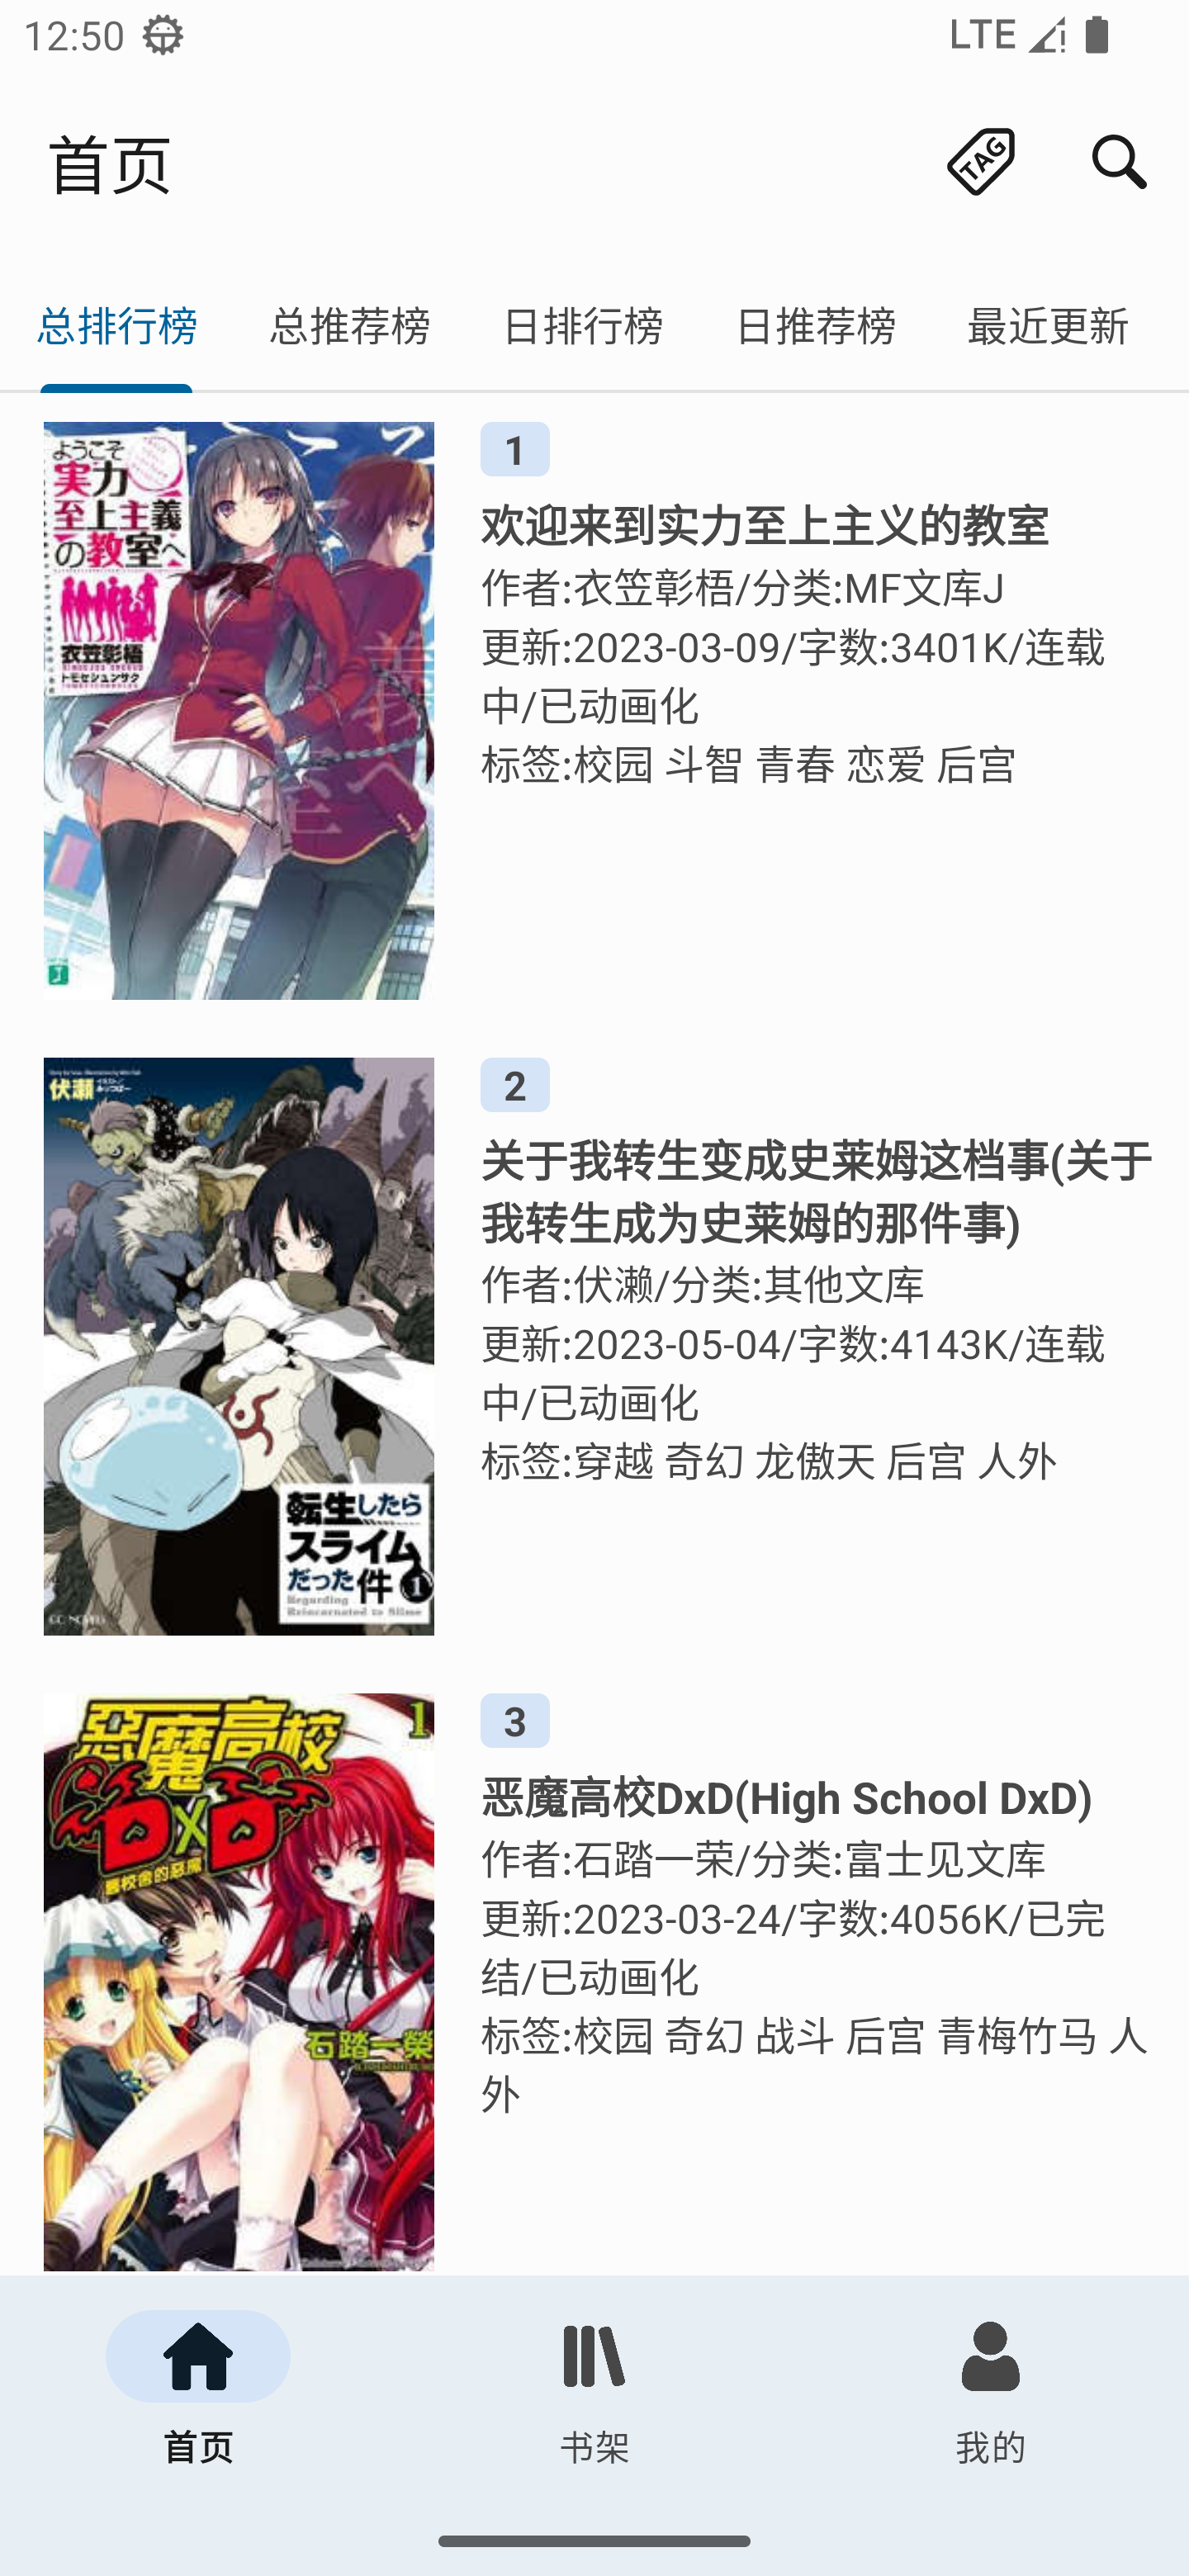 12:50
LTE
首页
TAG
总排行榜 总推荐榜 日排行榜 日推荐榜 最近更新
ようこそ
実力
至上主義
の教室へ
衣笠彰梧
トモセシュンサク
1
欢迎来到实力至上主义的教室
作者:衣笠彰梧/分类:MF文库J
更新:2023-03-09/字数:3401K/连载
中/已动画化
标签:校园 斗智 青春 恋爱 后宫
伏瀬
転生したら
スライム
だった件 1
Regarding
Reincarnated to Slime
GC NOVELS
2
关于我转生变成史莱姆这档事(关于
我转生成为史莱姆的那件事)
作者:伏濑/分类:其他文库
更新:2023-05-04/字数:4143K/连载
中/已动画化
标签:穿越 奇幻 龙傲天 后宫 人外
惡魔高校 1
DXD
舊校舍的惡魔
石踏一榮
3
恶魔高校DxD(High School DxD)
作者:石踏一荣/分类:富士见文库
更新:2023-03-24/字数:4056K/已完
结/已动画化
标签:校园 奇幻 战斗 后宫 青梅竹马 人
外
首页 书架 我的